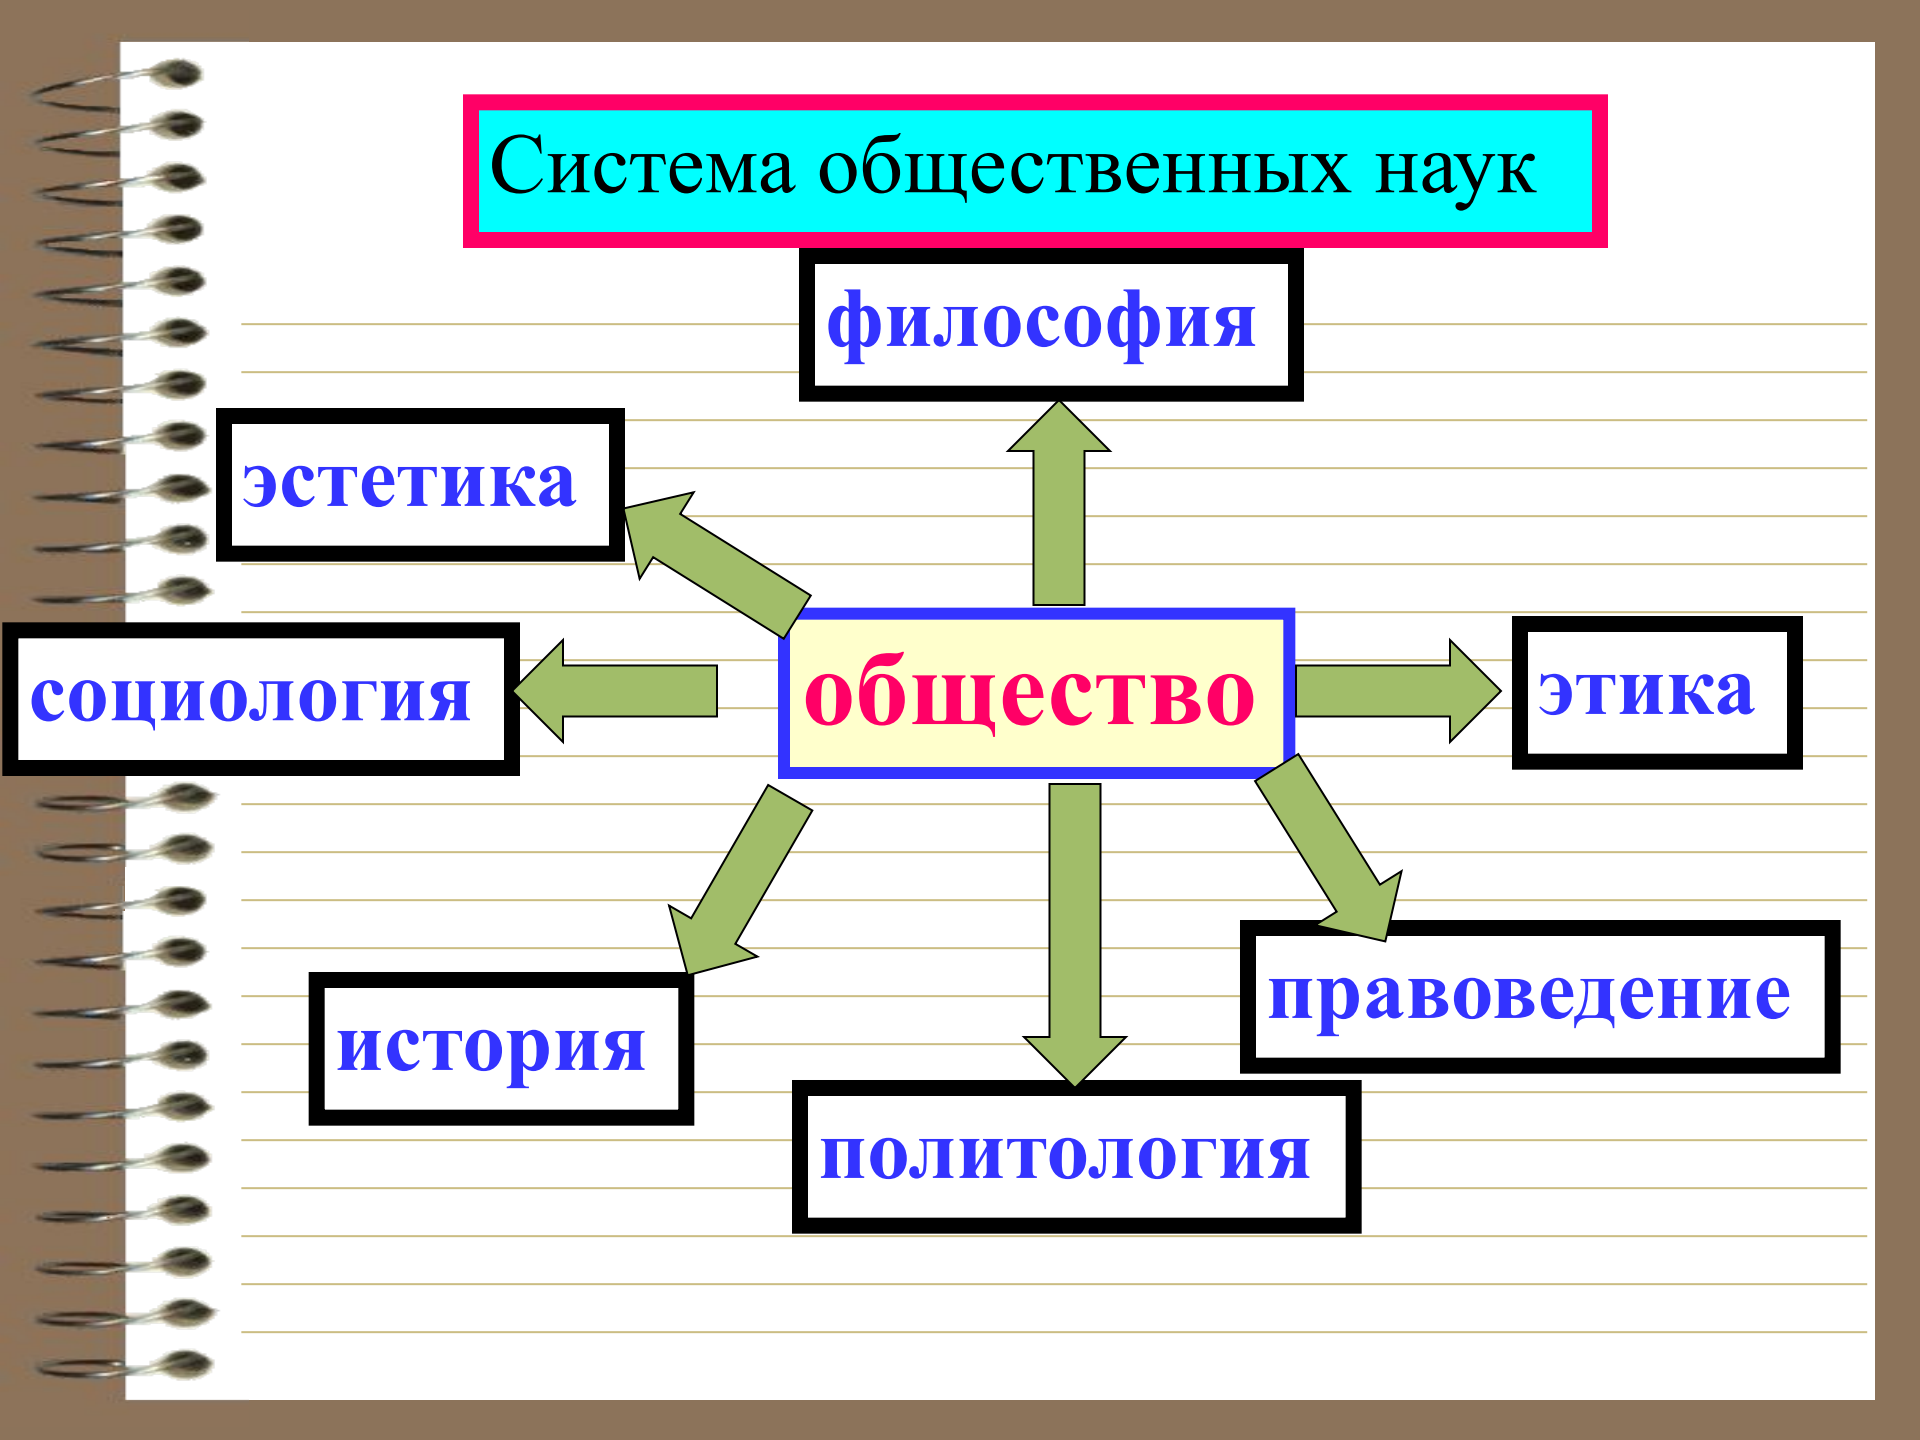 Система общественных наук
философия
эстетика
социология
общество
этика
история
правоведение
политология